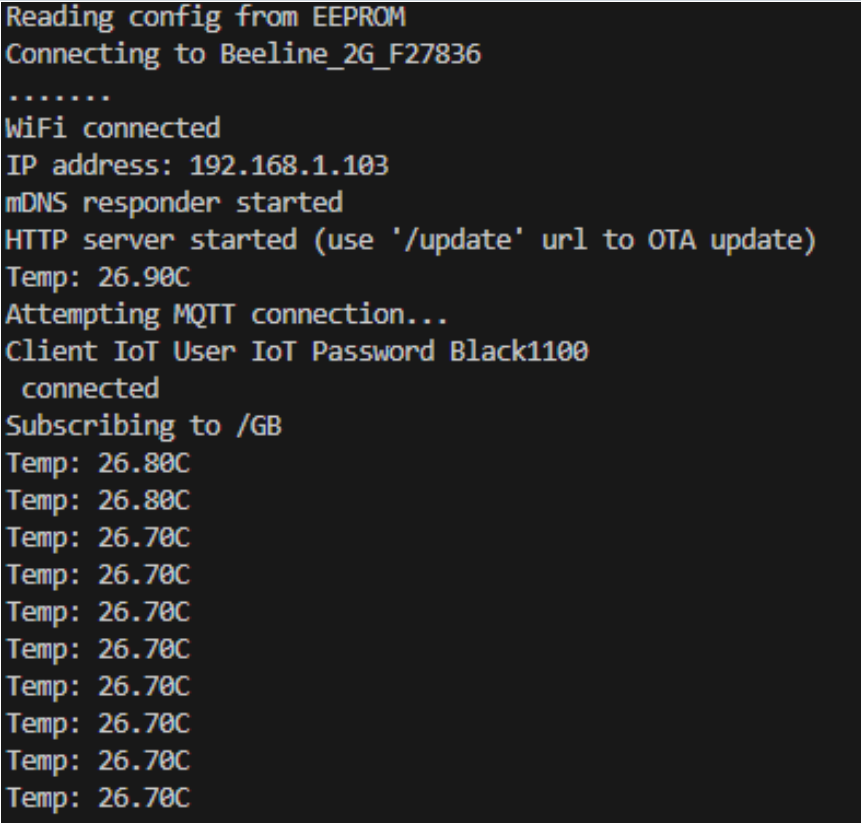 Reading config from EEPROM
Connecting to Beeline_2G_F27836
.......
WiFi connected
IP address: 192.168.1.103
mDNS responder started
HTTP server started (use '/update' url to OTA update)
Temp: 26.90C
Attempting MQTT connection...
Client IoT User IoT Password Black1100
 connected
Subscribing to /GB
Temp: 26.80C
Temp: 26.80C
Temp: 26.70C
Temp: 26.70C
Temp: 26.70C
Temp: 26.70C
Temp: 26.70C
Temp: 26.70C
Temp: 26.70C
Temp: 26.70C